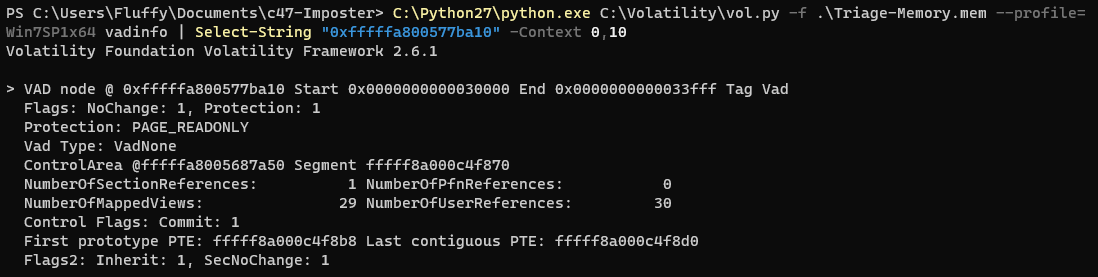 PS C:\Users\Fluffy\Documents\c47-Imposter> C:\Python27\python.exe C:\Volatility\vol.py -f .\Triage-Memory.mem --profile=
Win7SP1x64 vadinfo | Select-String "0xfffffa800577ba10" -Context 0,10
Volatility Foundation Volatility Framework 2.6.1

> VAD node @ 0xfffffa800577ba10 Start 0x0000000000030000 End 0x0000000000033fff Tag Vad
  Flags: NoChange: 1, Protection: 1
  Protection: PAGE_READONLY
  Vad Type: VadNone
  ControlArea @fffffa8005687a50 Segment fffff8a000c4f870
  NumberOfSectionReferences:          1 NumberOfPfnReferences:           0
  NumberOfMappedViews:               29 NumberOfUserReferences:         30
  Control Flags: Commit: 1
  First prototype PTE: fffff8a000c4f8b8 Last contiguous PTE: fffff8a000c4f8d0
  Flags2: Inherit: 1, SecNoChange: 1